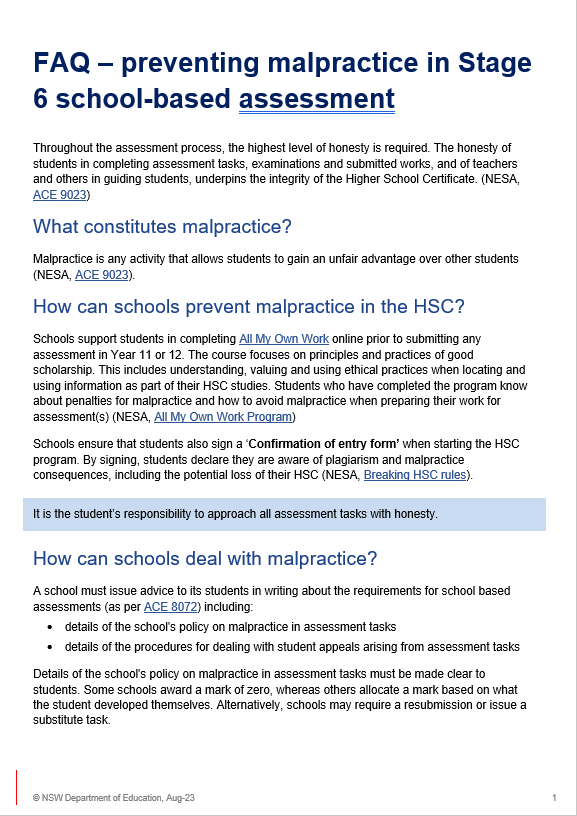 FAQ – preventing malpractice in Stage
6 school-based assessment
Throughout the assessment process, the highest level of honesty is required. The honesty of
students in completing assessment tasks, examinations and submitted works, and of teachers
and others in guiding students, underpins the integrity of the Higher School Certificate. (NESA,
ACE 9023)
What constitutes malpractice?
Malpractice is any activity that allows students to gain an unfair advantage over other students
(NESA, ACE 9023).
How can schools prevent malpractice in the HSC?
Schools support students in completing All My Own Work online prior to submitting any
assessment in Year 11 or 12. The course focuses on principles and practices of good
scholarship. This includes understanding, valuing and using ethical practices when locating and
using information as part of their HSC studies. Students who have completed the program know
about penalties for malpractice and how to avoid malpractice when preparing their work for
assessment(s) (NESA, All My Own Work Program)
Schools ensure that students also sign a ‘Confirmation of entry form’ when starting the HSC
program. By signing, students declare they are aware of plagiarism and malpractice
consequences, including the potential loss of their HSC (NESA, Breaking HSC rules).
It is the student’s responsibility to approach all assessment tasks with honesty.
How can schools deal with malpractice?
A school must issue advice to its students in writing about the requirements for school based
assessments (as per ACE 8072) including:
• details of the school's policy on malpractice in assessment tasks
• details of the procedures for dealing with student appeals arising from assessment tasks
Details of the school's policy on malpractice in assessment tasks must be made clear to
students. Some schools award a mark of zero, whereas others allocate a mark based on what
the student developed themselves. Alternatively, schools may require a resubmission or issue a
substitute task.
© NSW Department of Education, Aug-23 1